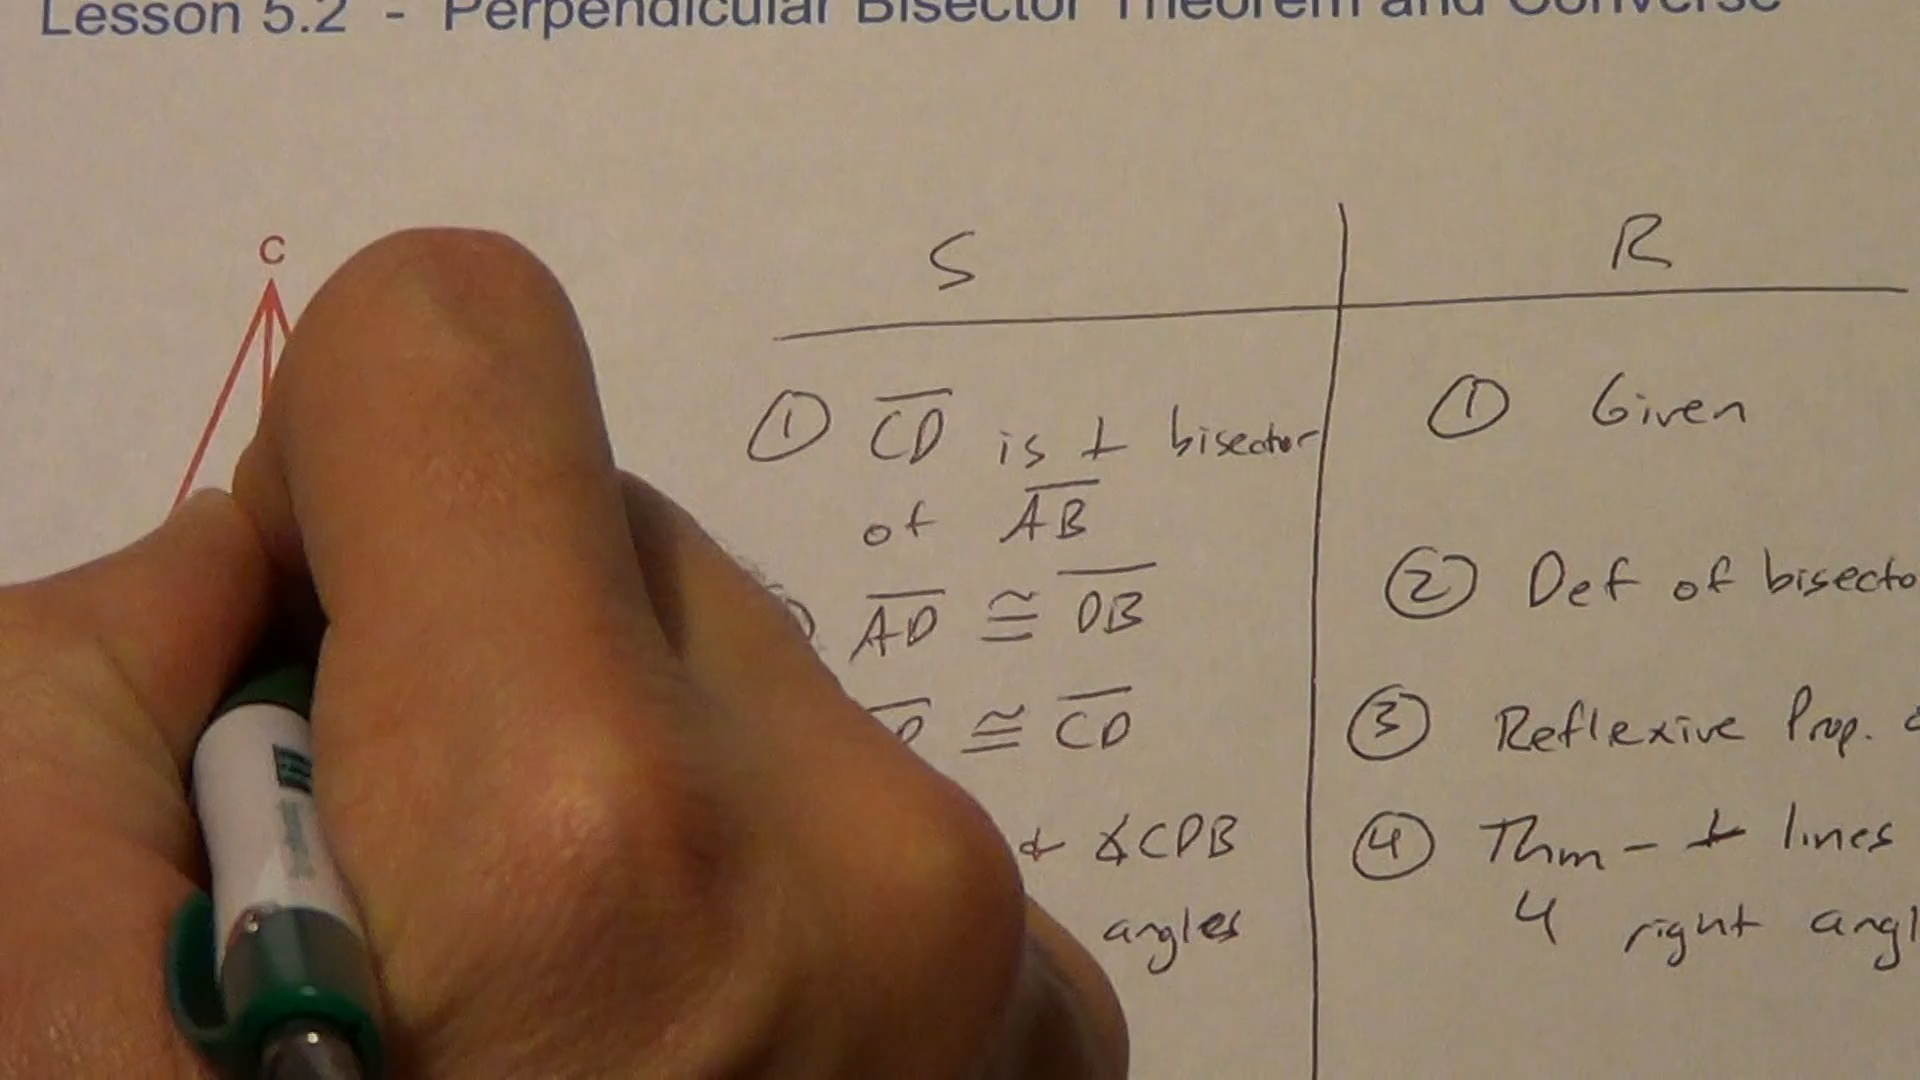 Lesson 5.2 - Perpendicular Bisector Theorem and Converse
C
S
R
① CD is ⊥ bisector
of AB
AD ≅ DB
≅ CD
∡CDB
angles
① Given
② Def of bisecto
③ Reflexive Prop.
④ Thm - ⊥ lines
4 right angl